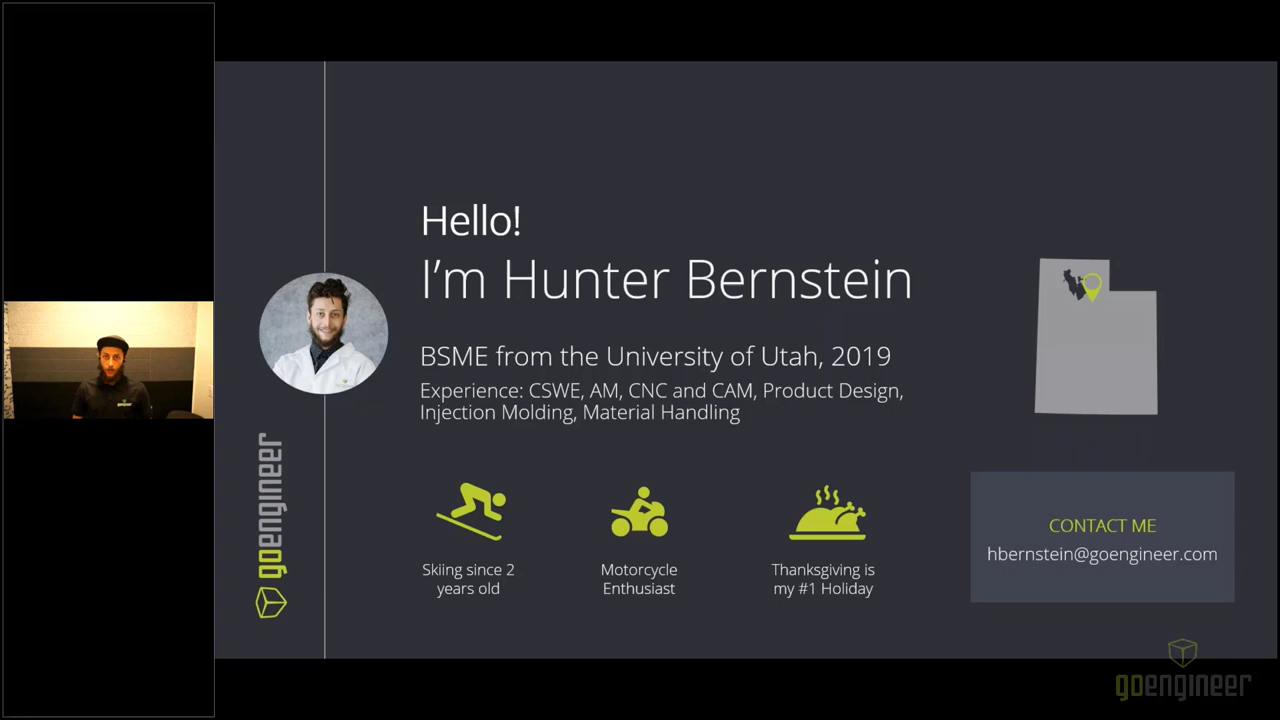 Hello!
I'm Hunter Bernstein
BSME from the University of Utah, 2019
Experience: CSWE, AM, CNC and CAM, Product Design,
Injection Molding, Material Handling
goengineer
Skiing since 2
years old
Motorcycle
Enthusiast
Thanksgiving is
my #1 Holiday
CONTACT ME
hbernstein@goengineer.com
goengineer